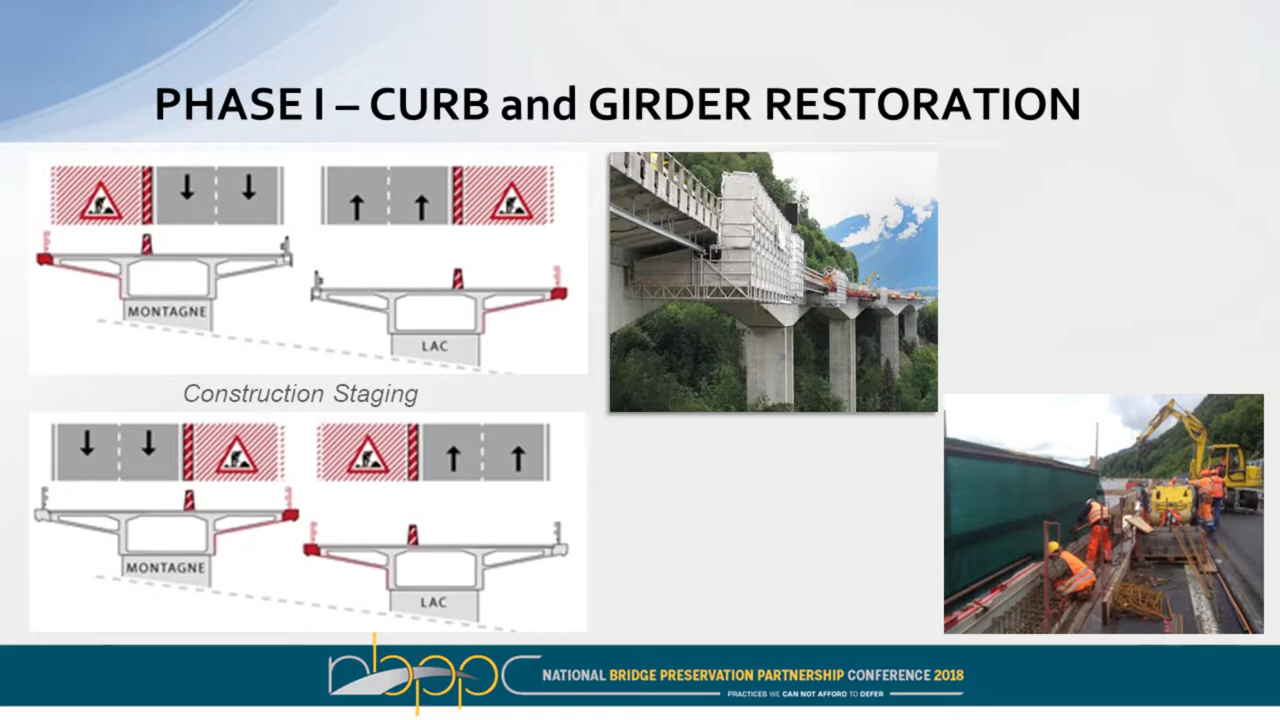 PHASE I – CURB and GIRDER RESTORATION
MONTAGNE
LAC
Construction Staging
MONTAGNE
LAC
nbppc
NATIONAL BRIDGE PRESERVATION PARTNERSHIP CONFERENCE 2018
PRACTICES WE CAN NOT AFFORD TO DEFER